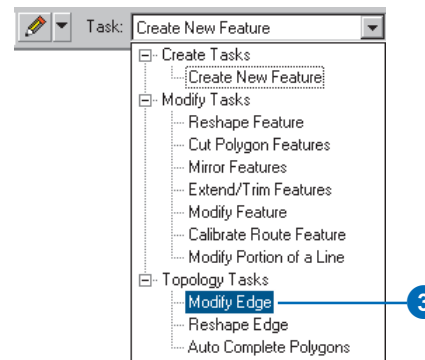 Task: Create New Feature
Create Tasks
Create New Feature
Modify Tasks
Reshape Feature
Cut Polygon Features
Mirror Features
Extend/Trim Features
Modify Feature
Calibrate Route Feature
Modify Portion of a Line
Topology Tasks
Modify Edge
3
Reshape Edge
Auto Complete Polygons